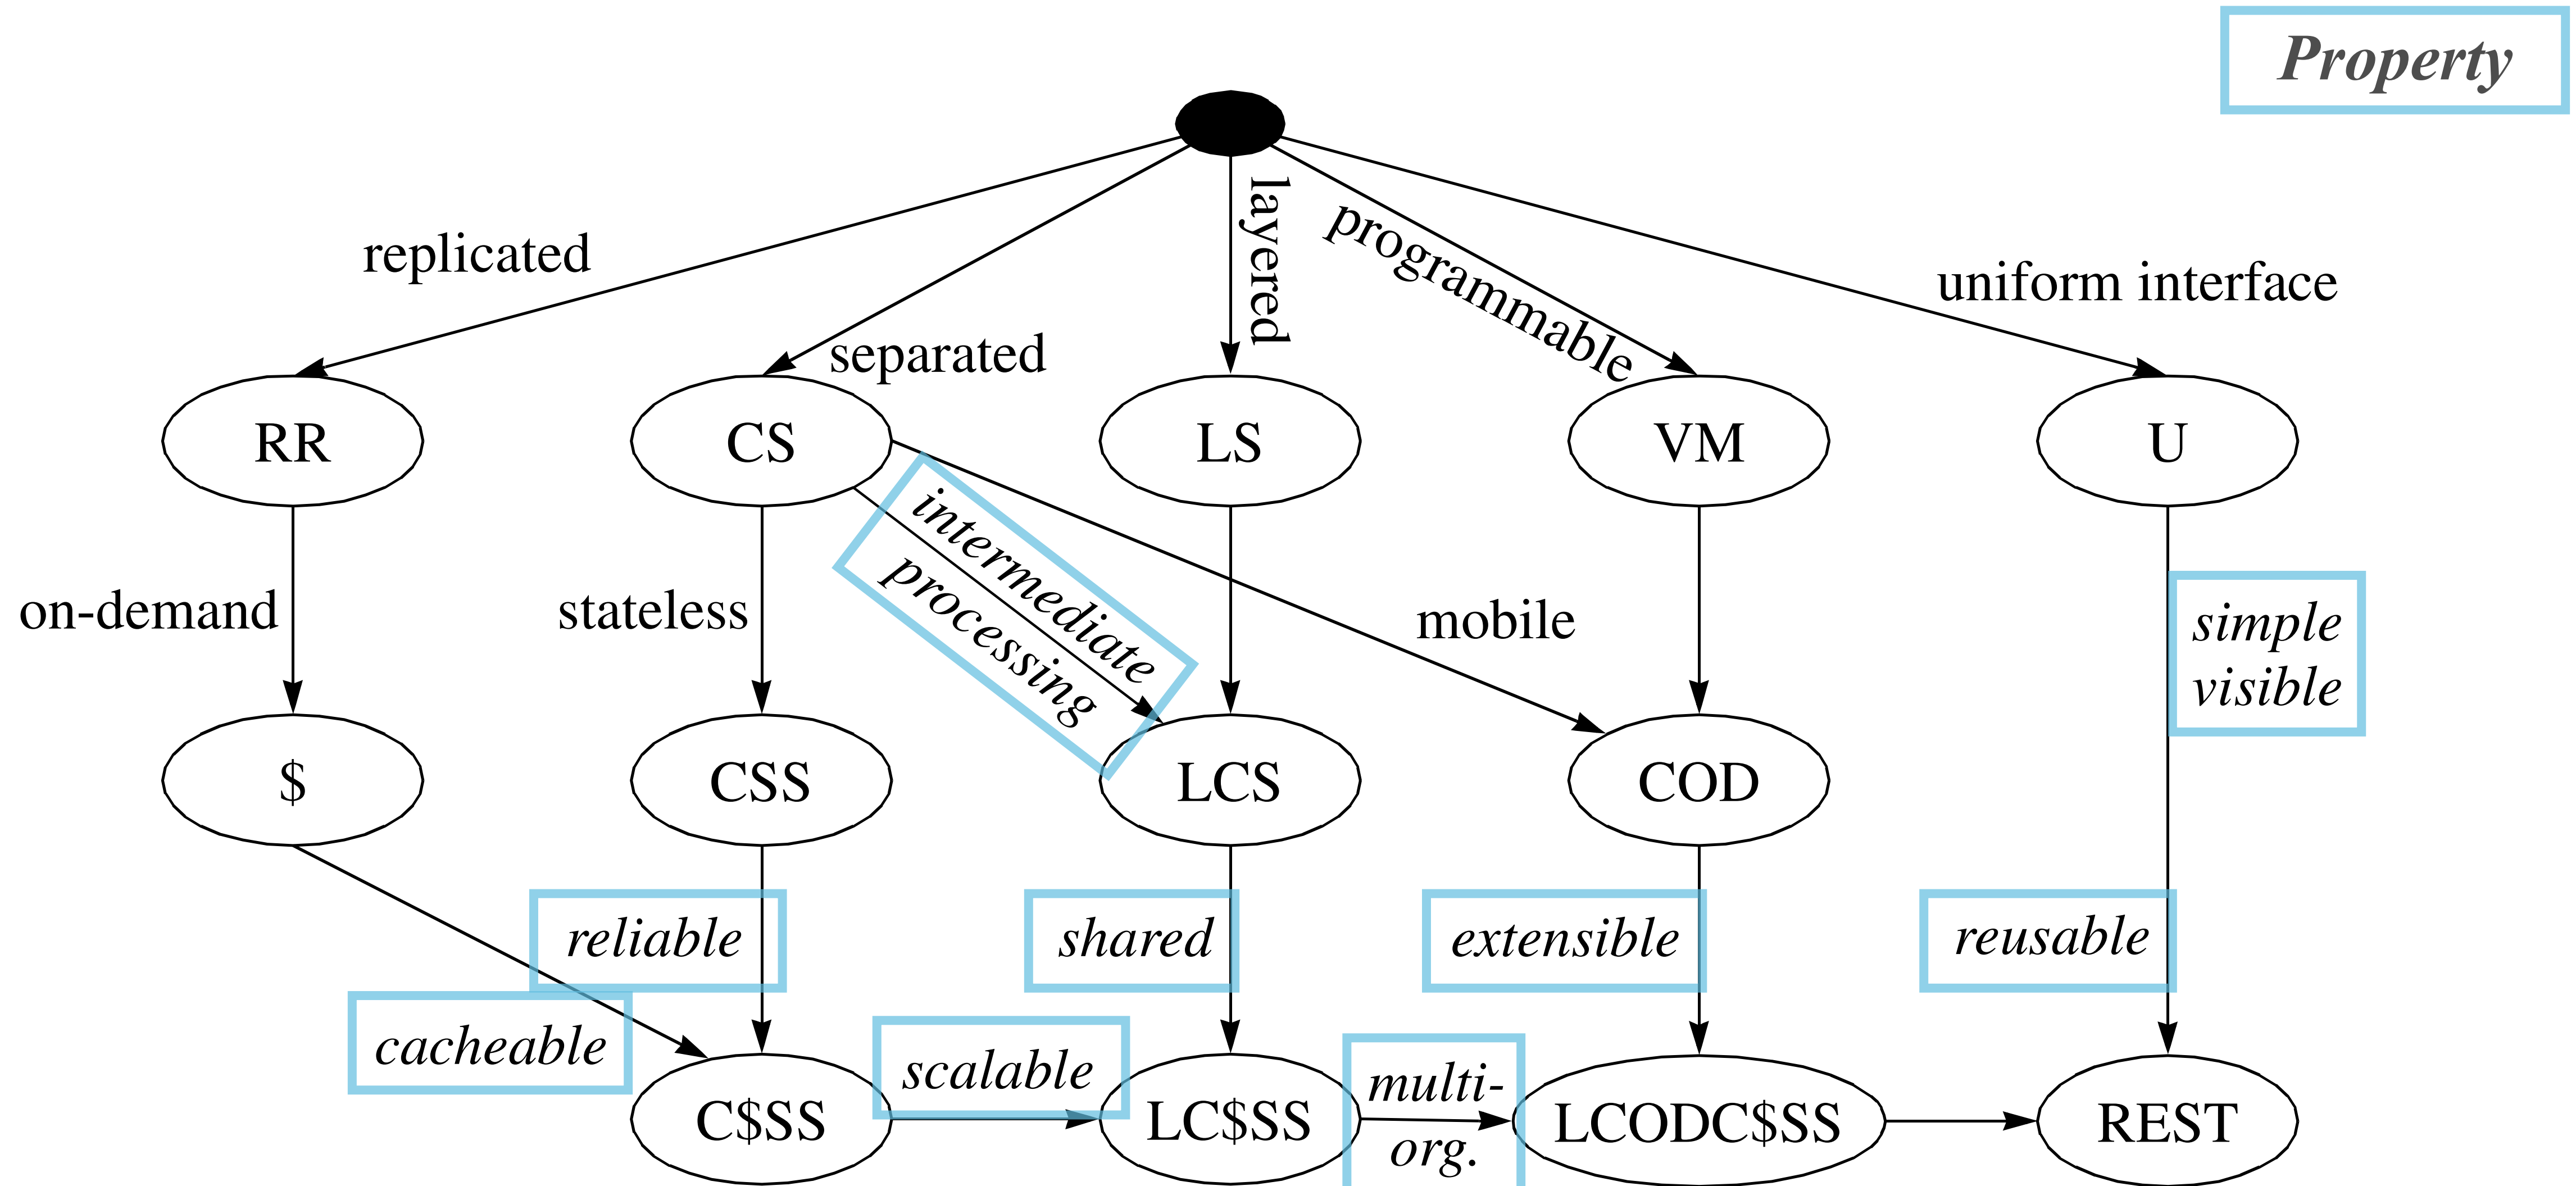 Property
layered
programmable
replicated
uniform interface
separated
RR
CS
LS
VM
U
intermediate
processing
on-demand
stateless
mobile
simple
visible
$
CSS
LCS
COD
reliable
shared
extensible
reusable
cacheable
scalable
multi-
org.
C$SS
LC$SS
LCODC$SS
REST